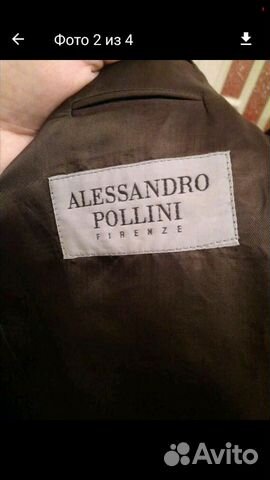 Фото 2 из 4
ALESSANDRO
POLLINI
FIRENZE
Avito